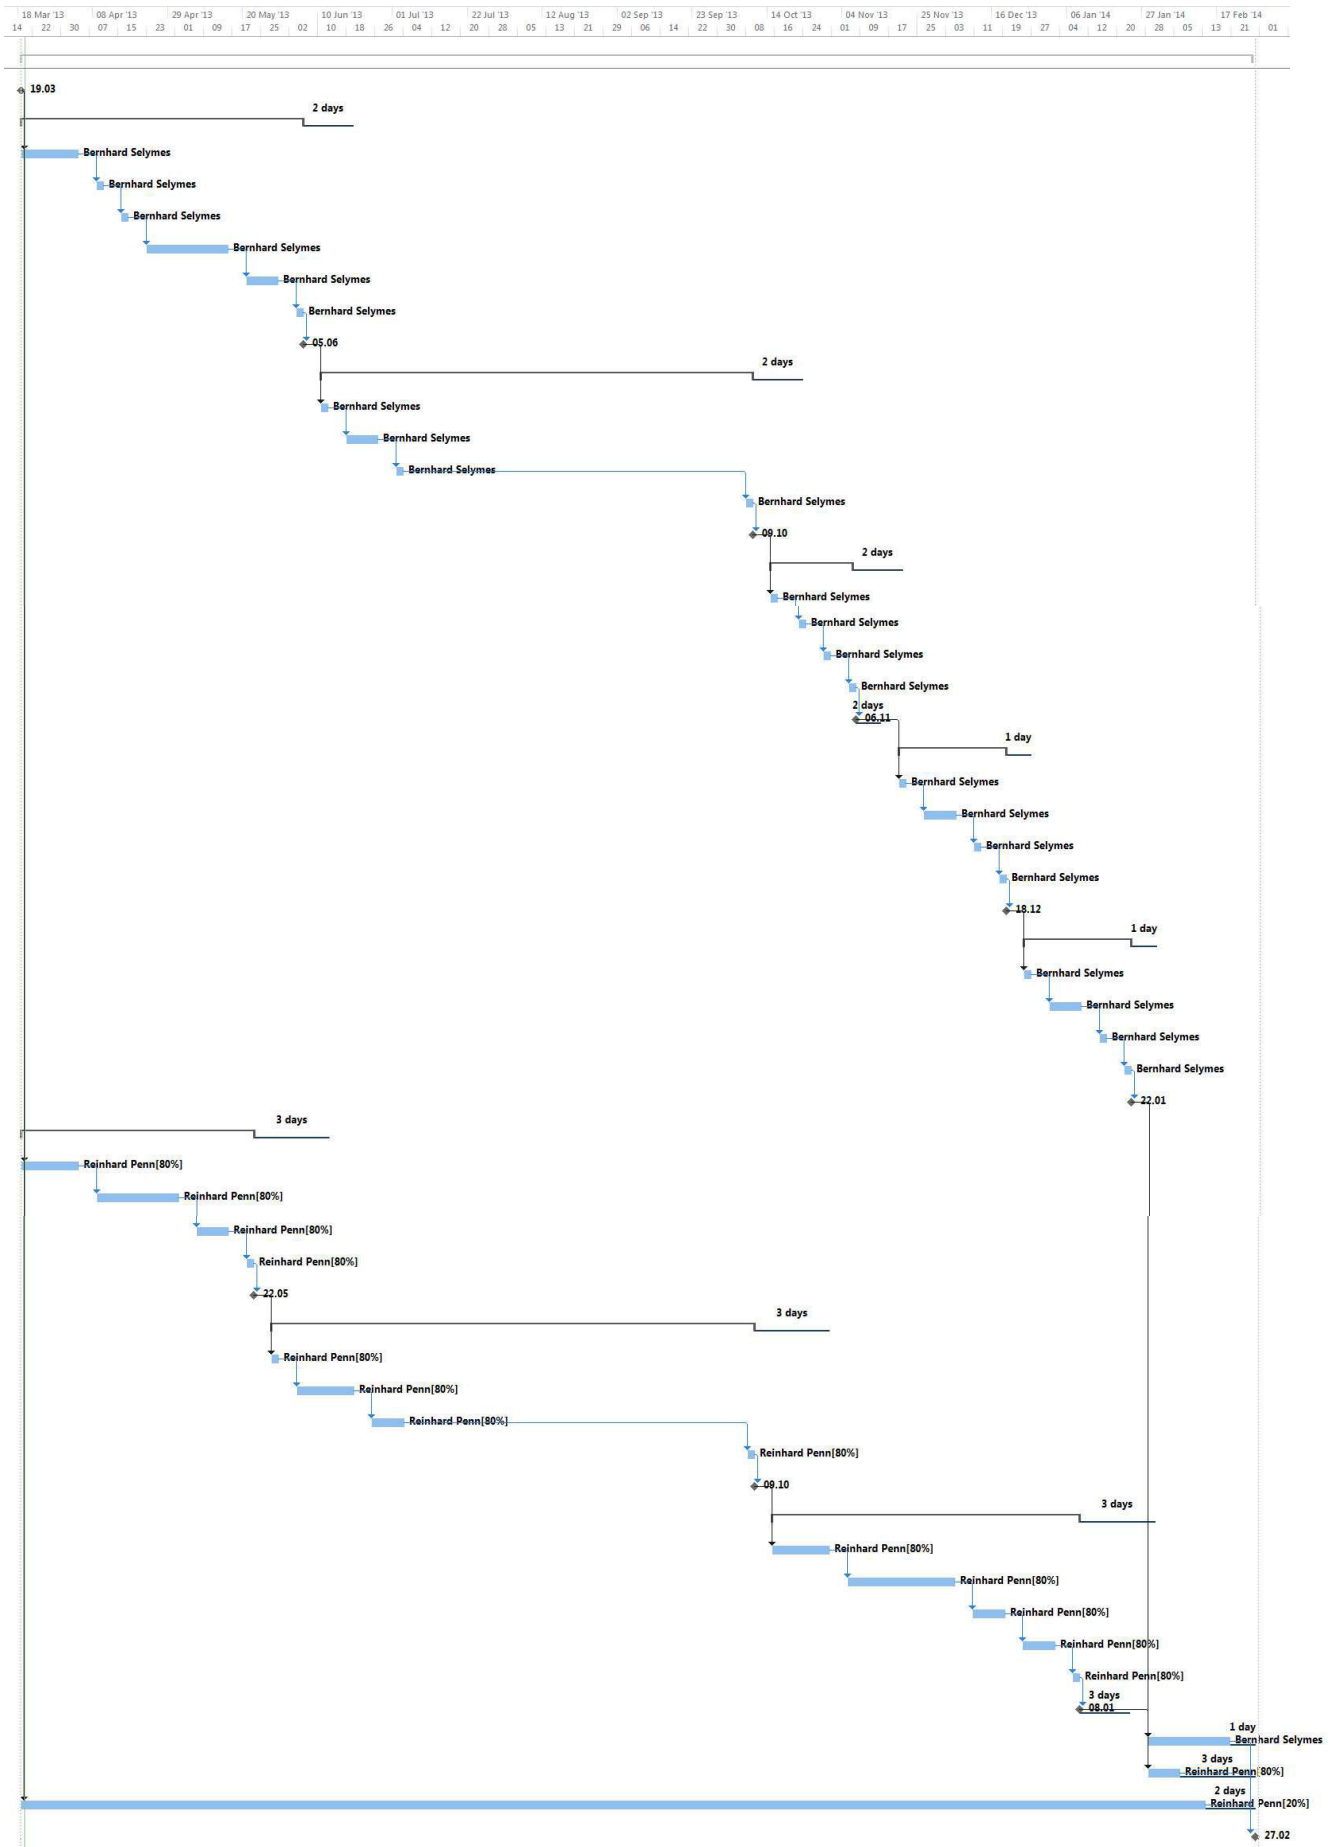 18 Mar '13 08 Apr '13 29 Apr '13 20 May '13 10 Jun '13 01 Jul '13 22 Jul '13 12 Aug '13 02 Sep '13 23 Sep '13 14 Oct '13 04 Nov '13 25 Nov '13 16 Dec '13 06 Jan '14 27 Jan '14 17 Feb '14
14 22 30 07 15 23 01 09 17 25 02 10 18 26 04 12 20 28 05 13 21 29 06 14 22 30 08 16 24 01 09 17 25 03 11 19 27 04 12 20 28 05 13 21 01
19.03
2 days
Bernhard Selymes
Bernhard Selymes
Bernhard Selymes
Bernhard Selymes
Bernhard Selymes
Bernhard Selymes
05.06
2 days
Bernhard Selymes
Bernhard Selymes
Bernhard Selymes
Bernhard Selymes
09.10
2 days
Bernhard Selymes
Bernhard Selymes
Bernhard Selymes
Bernhard Selymes
2 days
06.11
1 day
Bernhard Selymes
Bernhard Selymes
Bernhard Selymes
Bernhard Selymes
18.12
1 day
Bernhard Selymes
Bernhard Selymes
Bernhard Selymes
Bernhard Selymes
22.01
3 days
Reinhard Penn[80%]
Reinhard Penn[80%]
Reinhard Penn[80%]
Reinhard Penn[80%]
22.05
3 days
Reinhard Penn[80%]
Reinhard Penn[80%]
Reinhard Penn[80%]
Reinhard Penn[80%]
09.10
3 days
Reinhard Penn[80%]
Reinhard Penn[80%]
Reinhard Penn[80%]
Reinhard Penn[80%]
Reinhard Penn[80%]
3 days
08.01
1 day
Bernhard Selymes
3 days
Reinhard Penn[80%]
2 days
Reinhard Penn[20%]
27.02